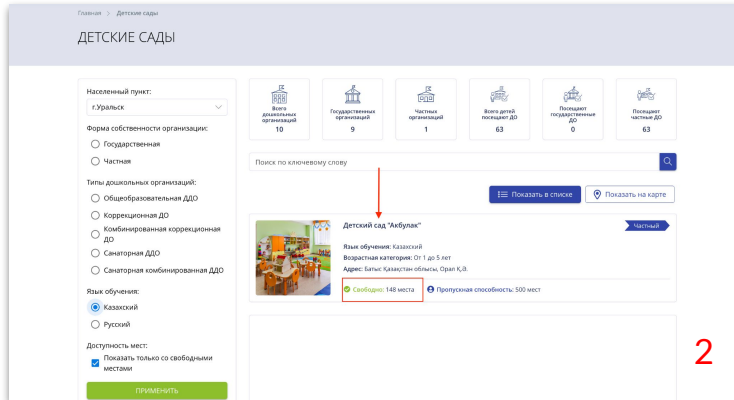 Главная > Детские сады
ДЕТСКИЕ САДЫ
Населенный пункт:
г.Уральск
Форма собственности организации:
Государственная
Частная
Типы дошкольных организаций:
Общеобразовательная ДДО
Коррекционная ДО
Комбинированная коррекционная
ДО
Санаторная ДДО
Санаторная комбинированная ДДО
Язык обучения:
Казахский
Русский
Доступность мест:
Показать только со свободными
местами
ПРИМЕНИТЬ
Всего
дошкольных
организаций
10
Государственных
организаций
9
Частных
организаций
1
Всего детей
посещают ДО
63
Посещают
государственные
ДО
0
Посещают
частные ДО
63
Поиск по ключевому слову
Показать в списке
Показать на карте
Детский сад "Акбулак"
Частный
Язык обучения: Казахский
Возрастная категория: От 1 до 5 лет
Адрес: Батыс Қазақстан облысы, Орал Қ.Ә.
Свободно: 148 места
Пропускная способность: 500 мест
2